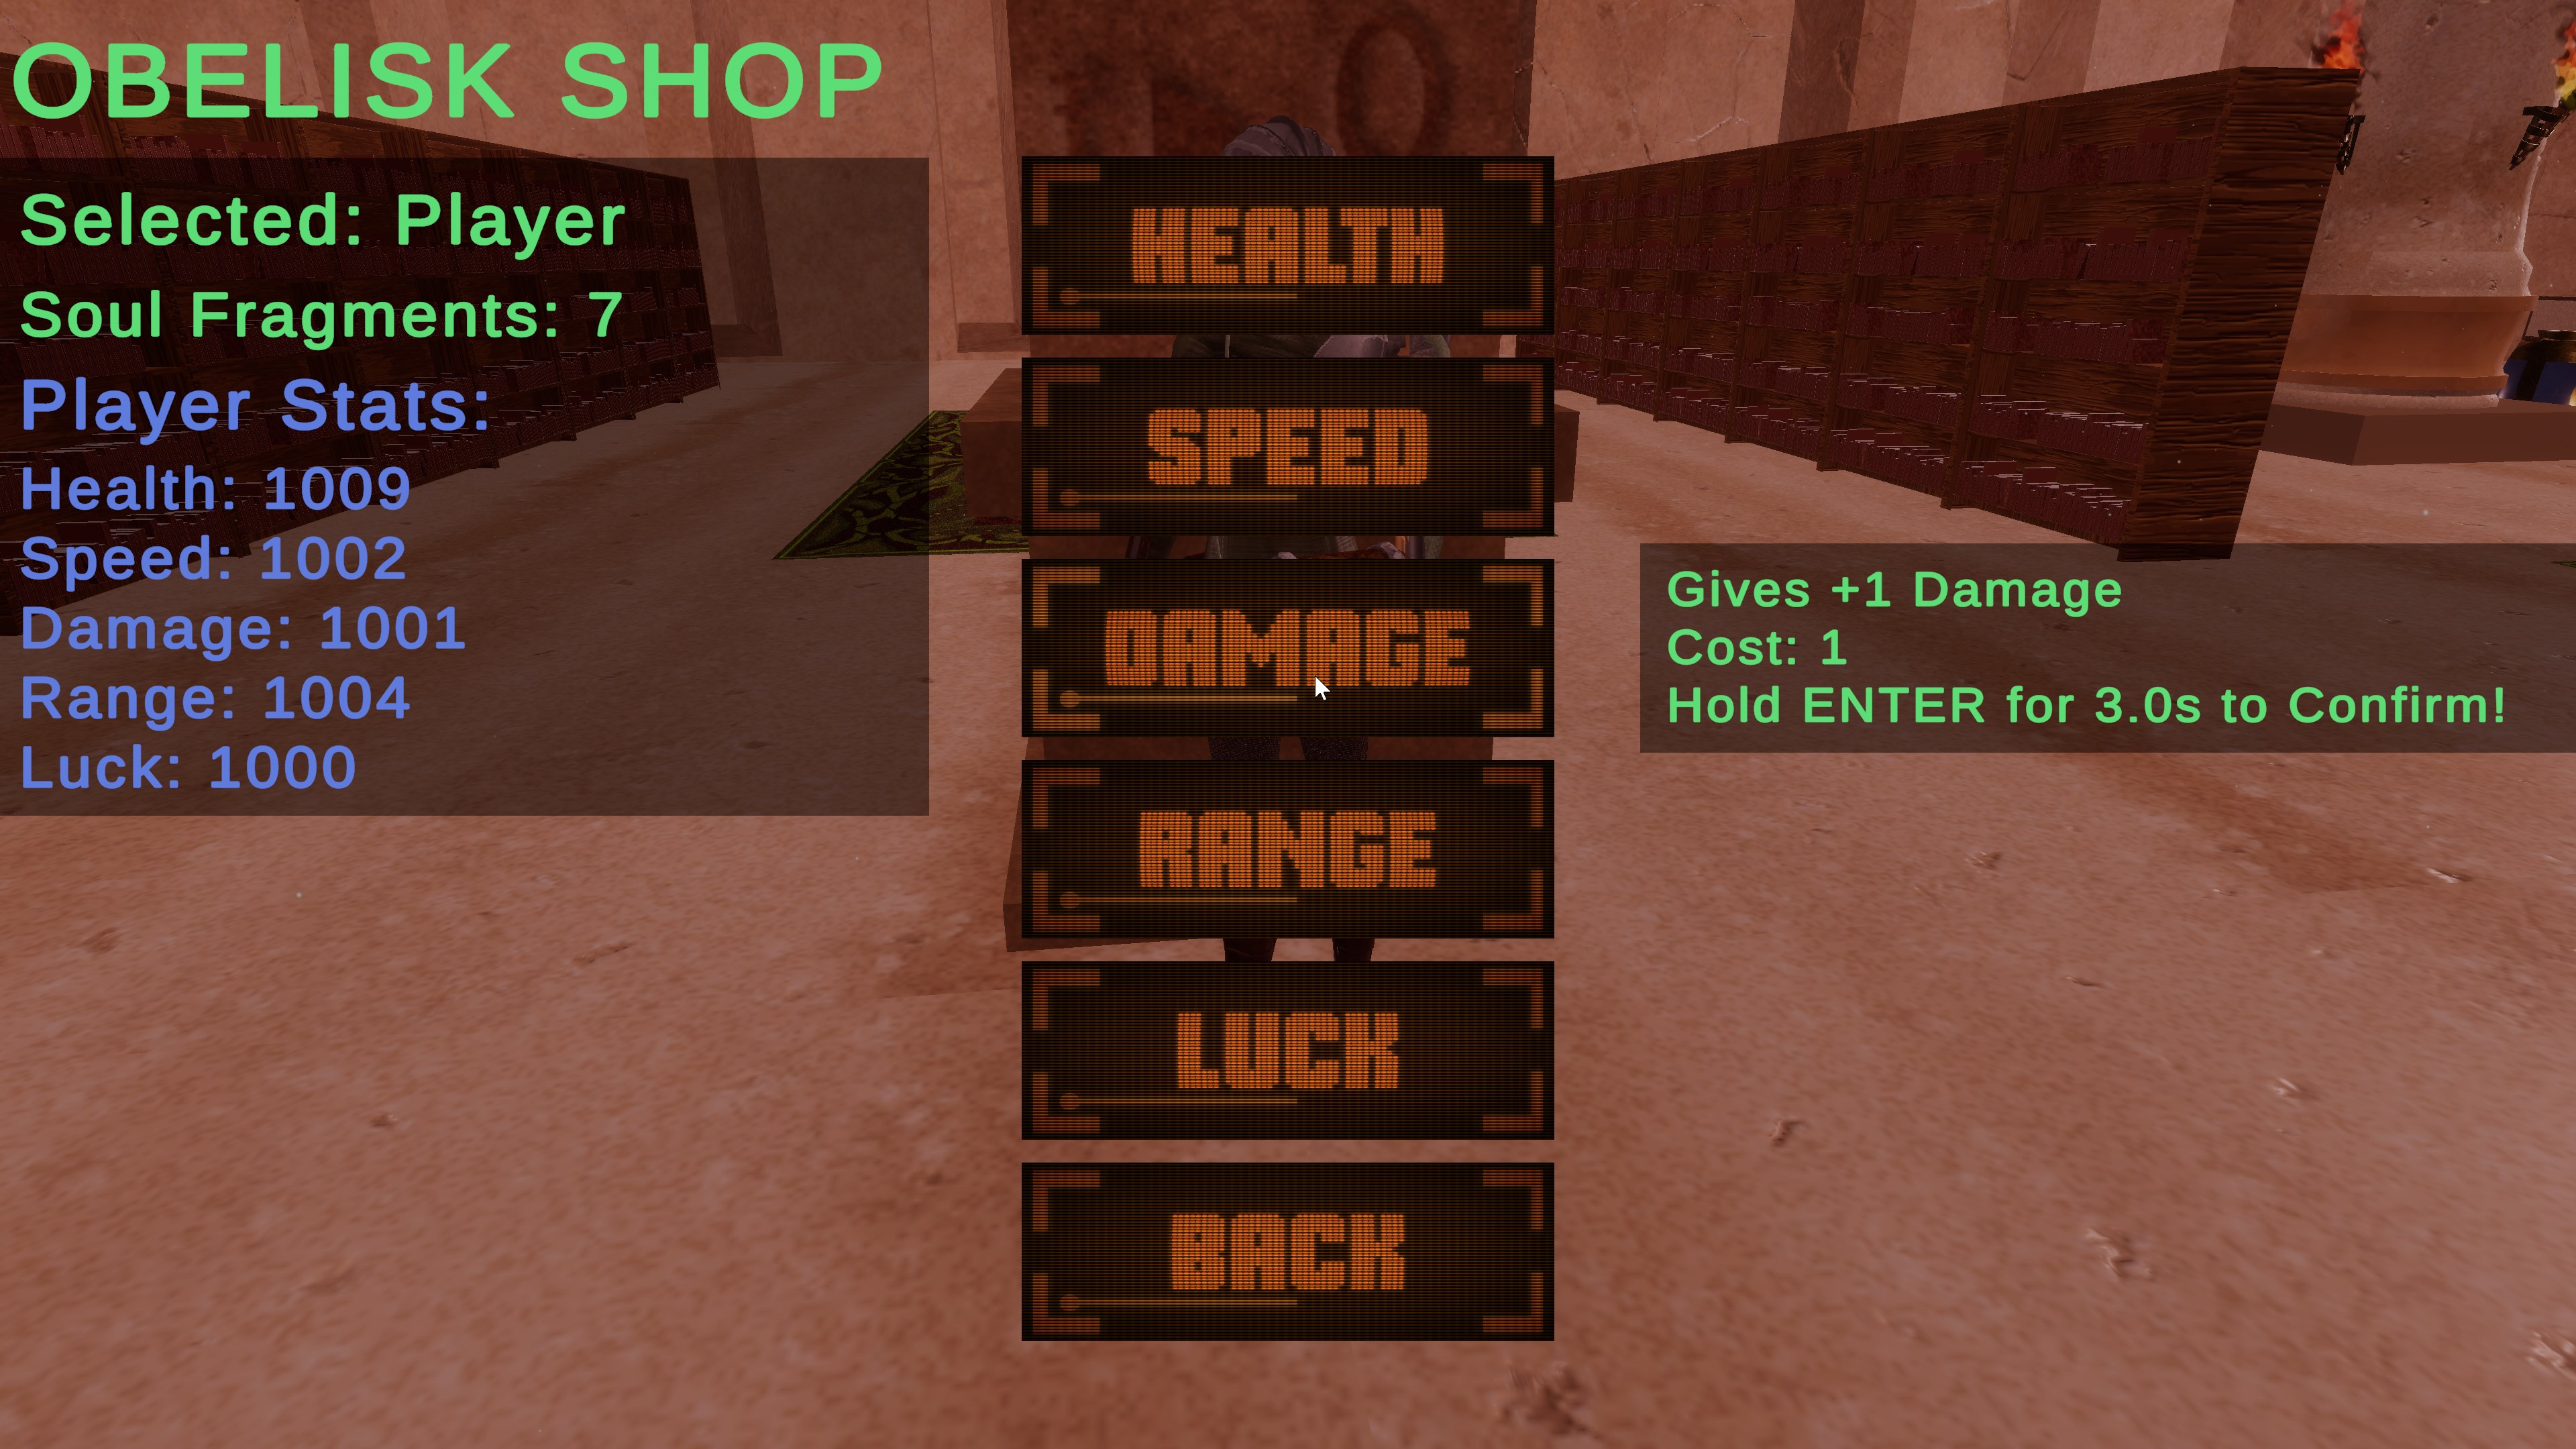 OBELISK SHOP
Selected: Player
Soul Fragments: 7
Player Stats:
Health: 1009
Speed: 1002
Damage: 1001
Range: 1004
Luck: 1000
HEALTH
SPEED
DAMAGE
RANGE
LUCK
BACK
Gives +1 Damage
Cost: 1
Hold ENTER for 3.0s to Confirm!